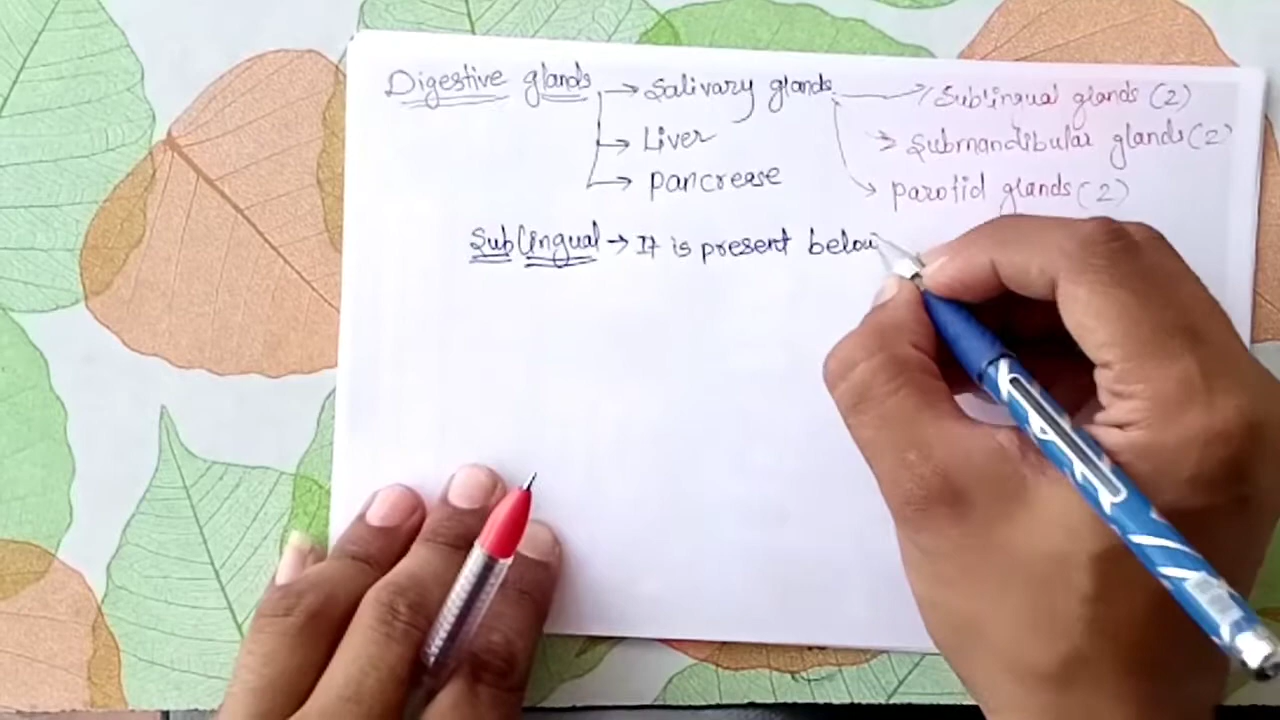 Digestive glands → Salivary glands → Sublingual glands (2)
→ Liver → Submandibular glands (2)
→ pancrease → parotid glands (2)
Sublingual → It is present below